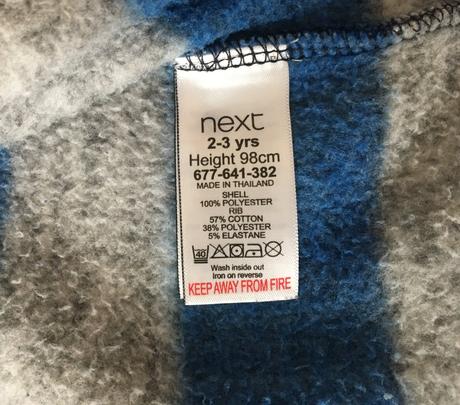 next
2-3 yrs
Height 98cm
677-641-382
MADE IN THAILAND
SHELL
100% POLYESTER
RIB
57% COTTON
38% POLYESTER
5% ELASTANE
40
Wash inside out
Iron on reverse
KEEP AWAY FROM FIRE